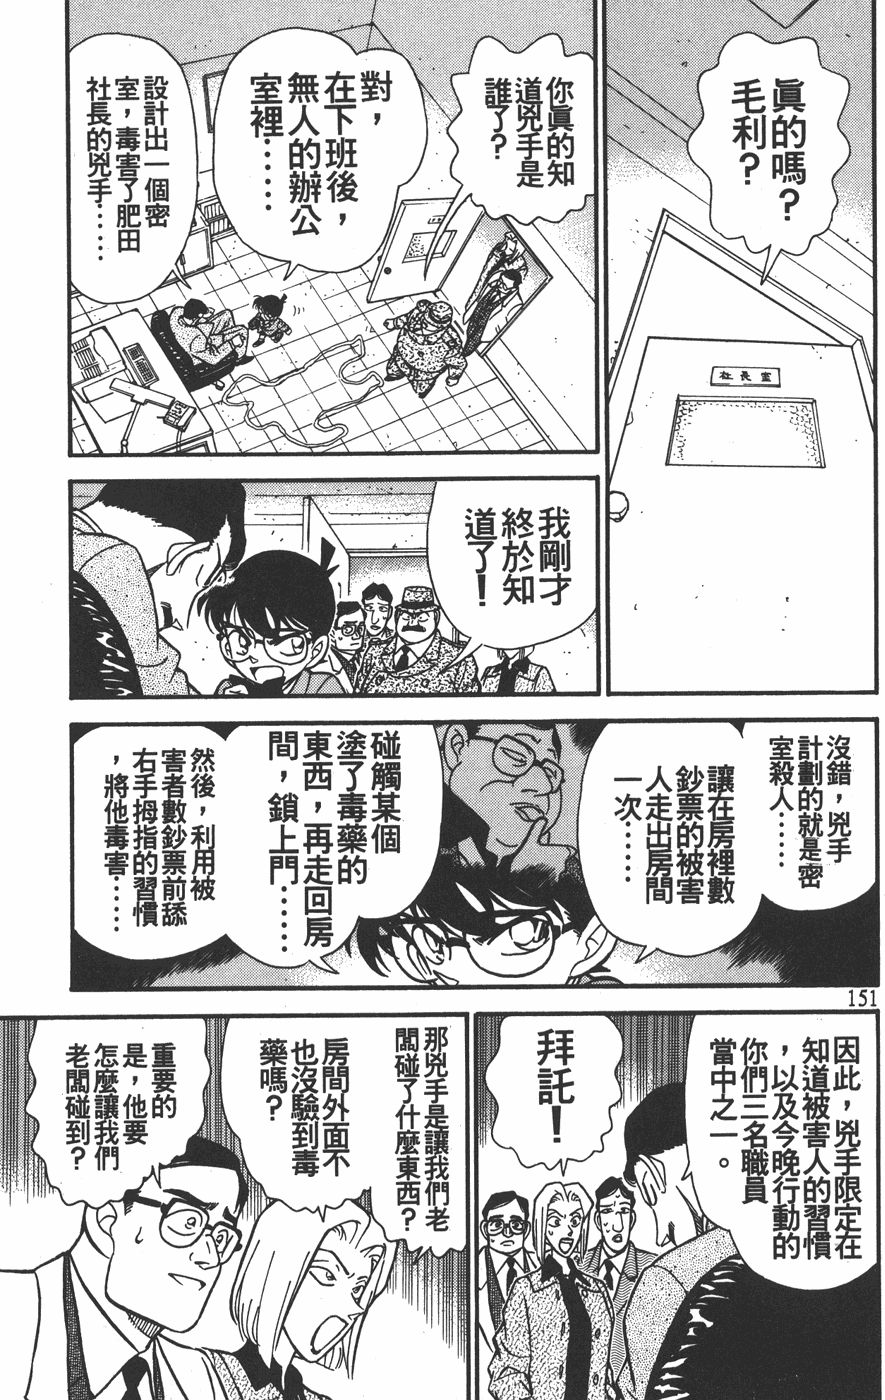 真的嗎？
毛利？
社長室
你真的知
道兇手是
誰了？
對，
在下班後，
無人的辦公
室裡……
設計出一個密
室，毒害了肥田
社長的兇手……
我剛才
終於知
道了！
沒錯，兇手
計劃的就是密
室殺人……
讓在房裡數
鈔票的被害
人走出房間
一次……
碰觸某個
塗了毒藥的
東西，再走回房
間，鎖上門……
然後，利用被
害者數鈔票前舔
右手拇指的習慣
，將他毒害……
151
因此，兇手限定在
知道被害人的習慣
，以及今晚行動的
你們三名職員
當中之一。
拜託！
那兇手是讓我們老
闆碰了什麼東西？
房間外面不
也沒驗到毒
藥嗎？
重要的
是，他要
怎麼讓我們
老闆碰到？